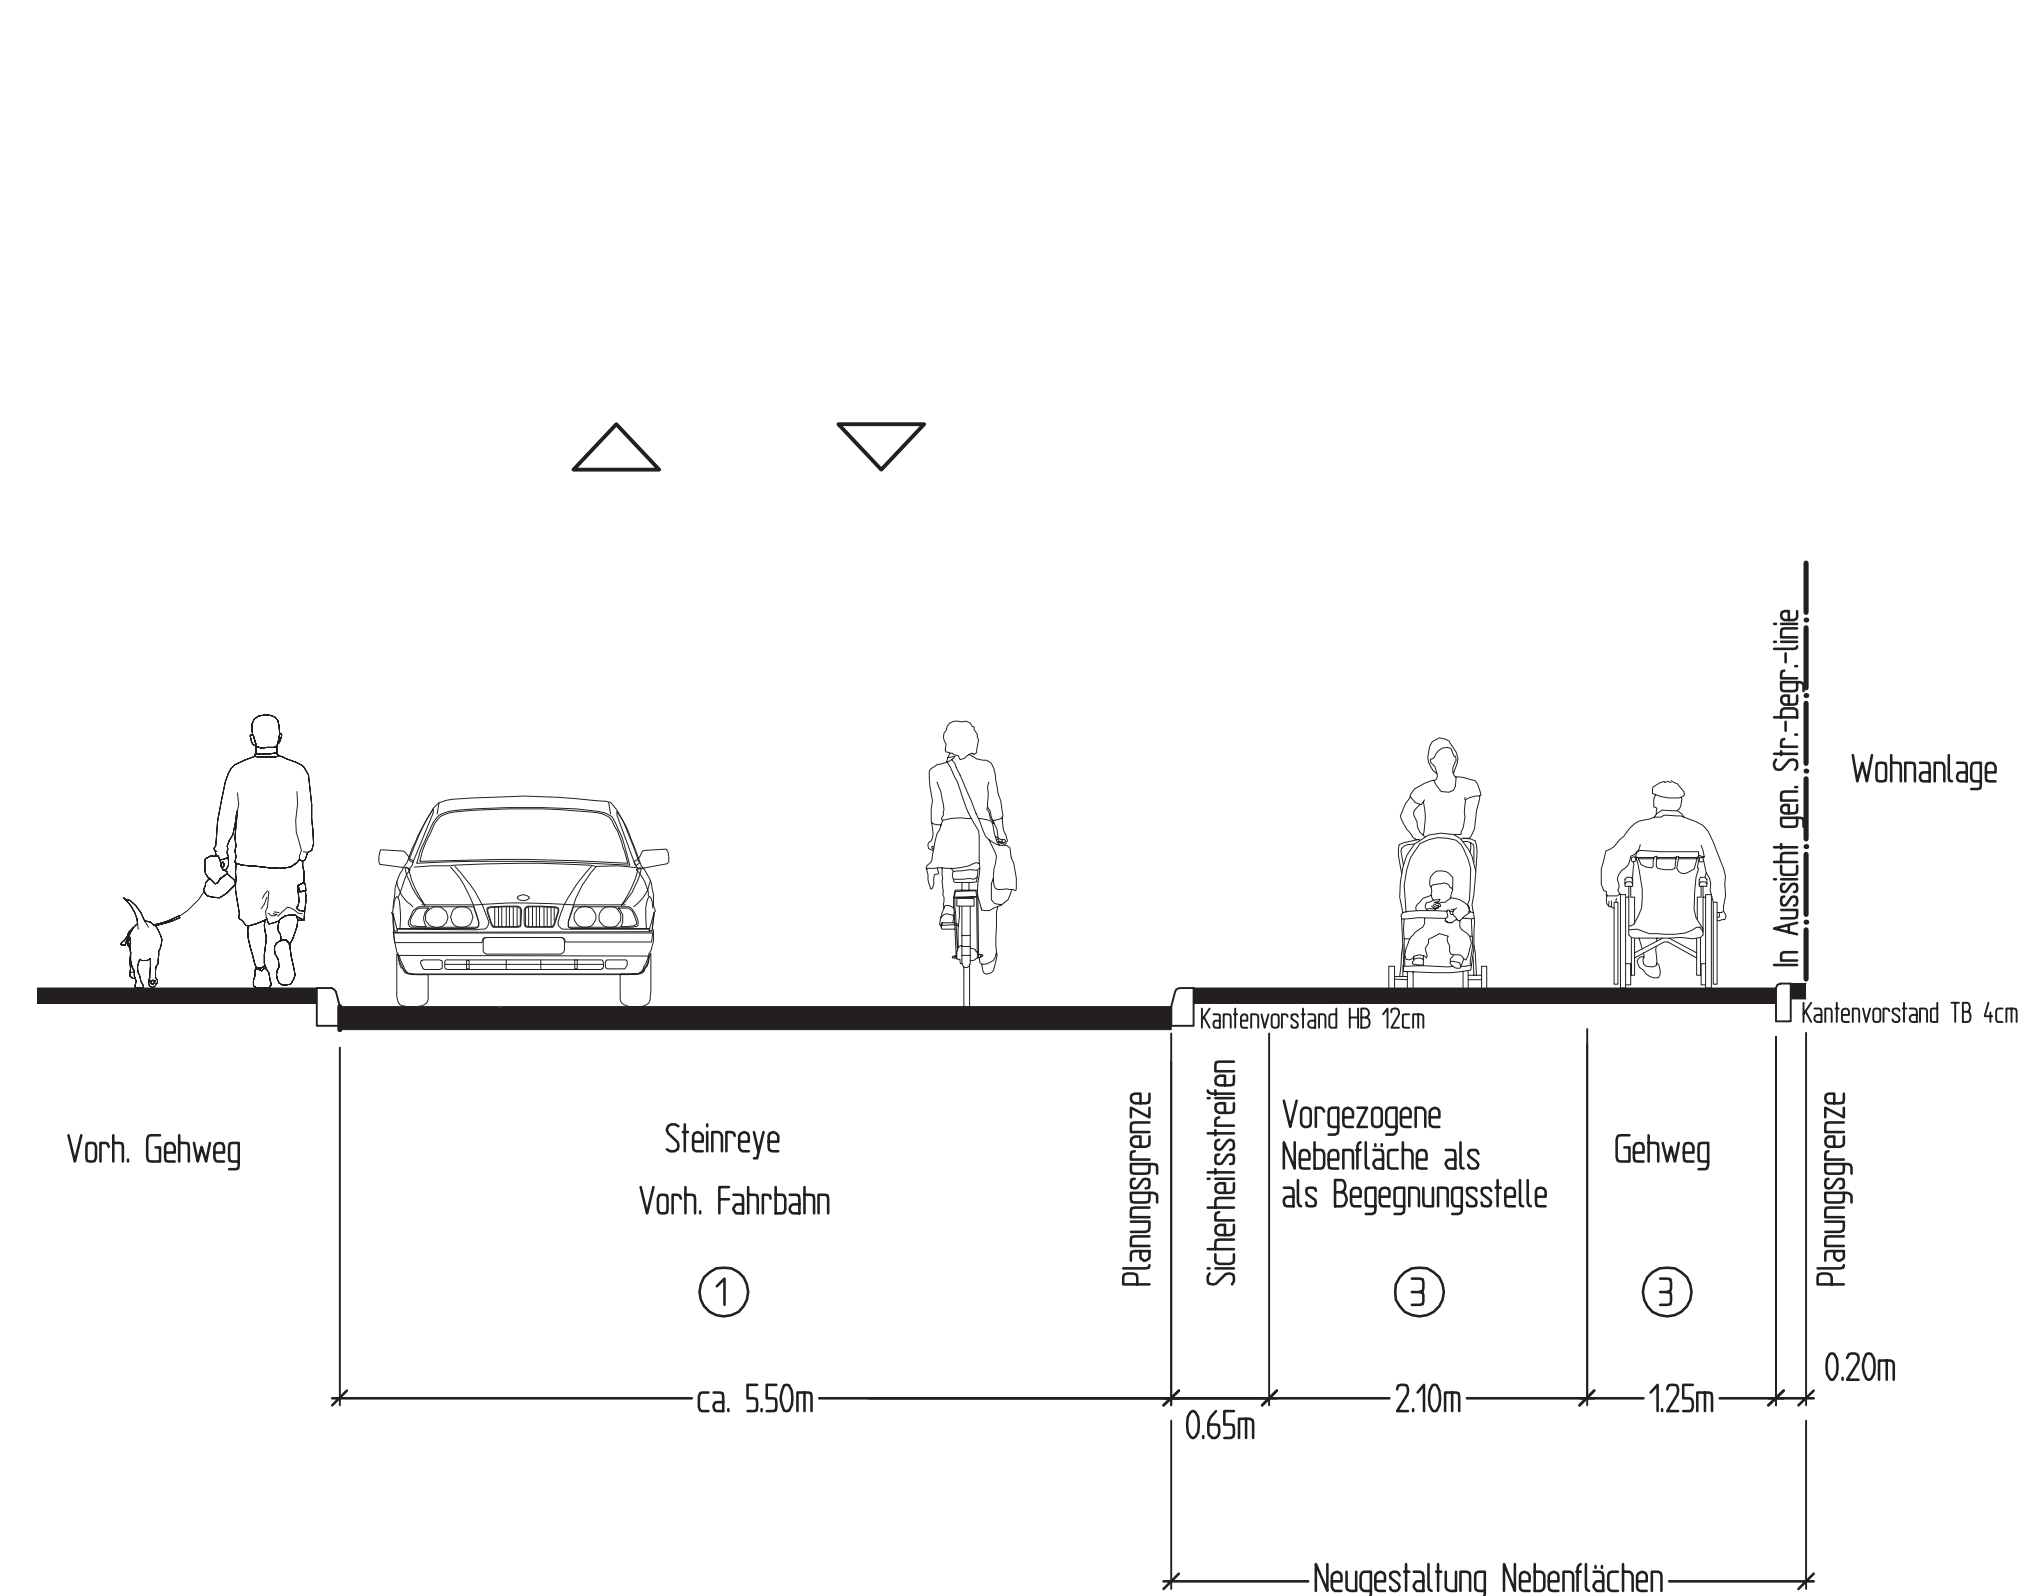 In Aussicht gen. Str.-begr.-linie
Wohnanlage
Kantenvorstand HB 12cm
Kantenvorstand TB 4cm
Vorh. Gehweg
Steinreye
Vorh. Fahrbahn
1
Planungsgrenze
Sicherheitsstreifen
Vorgezogene
Nebenfläche als
als Begegnungsstelle
3
Gehweg
3
Planungsgrenze
ca. 5.50m
0.65m
2.10m
1.25m
0.20m
Neugestaltung Nebenflächen